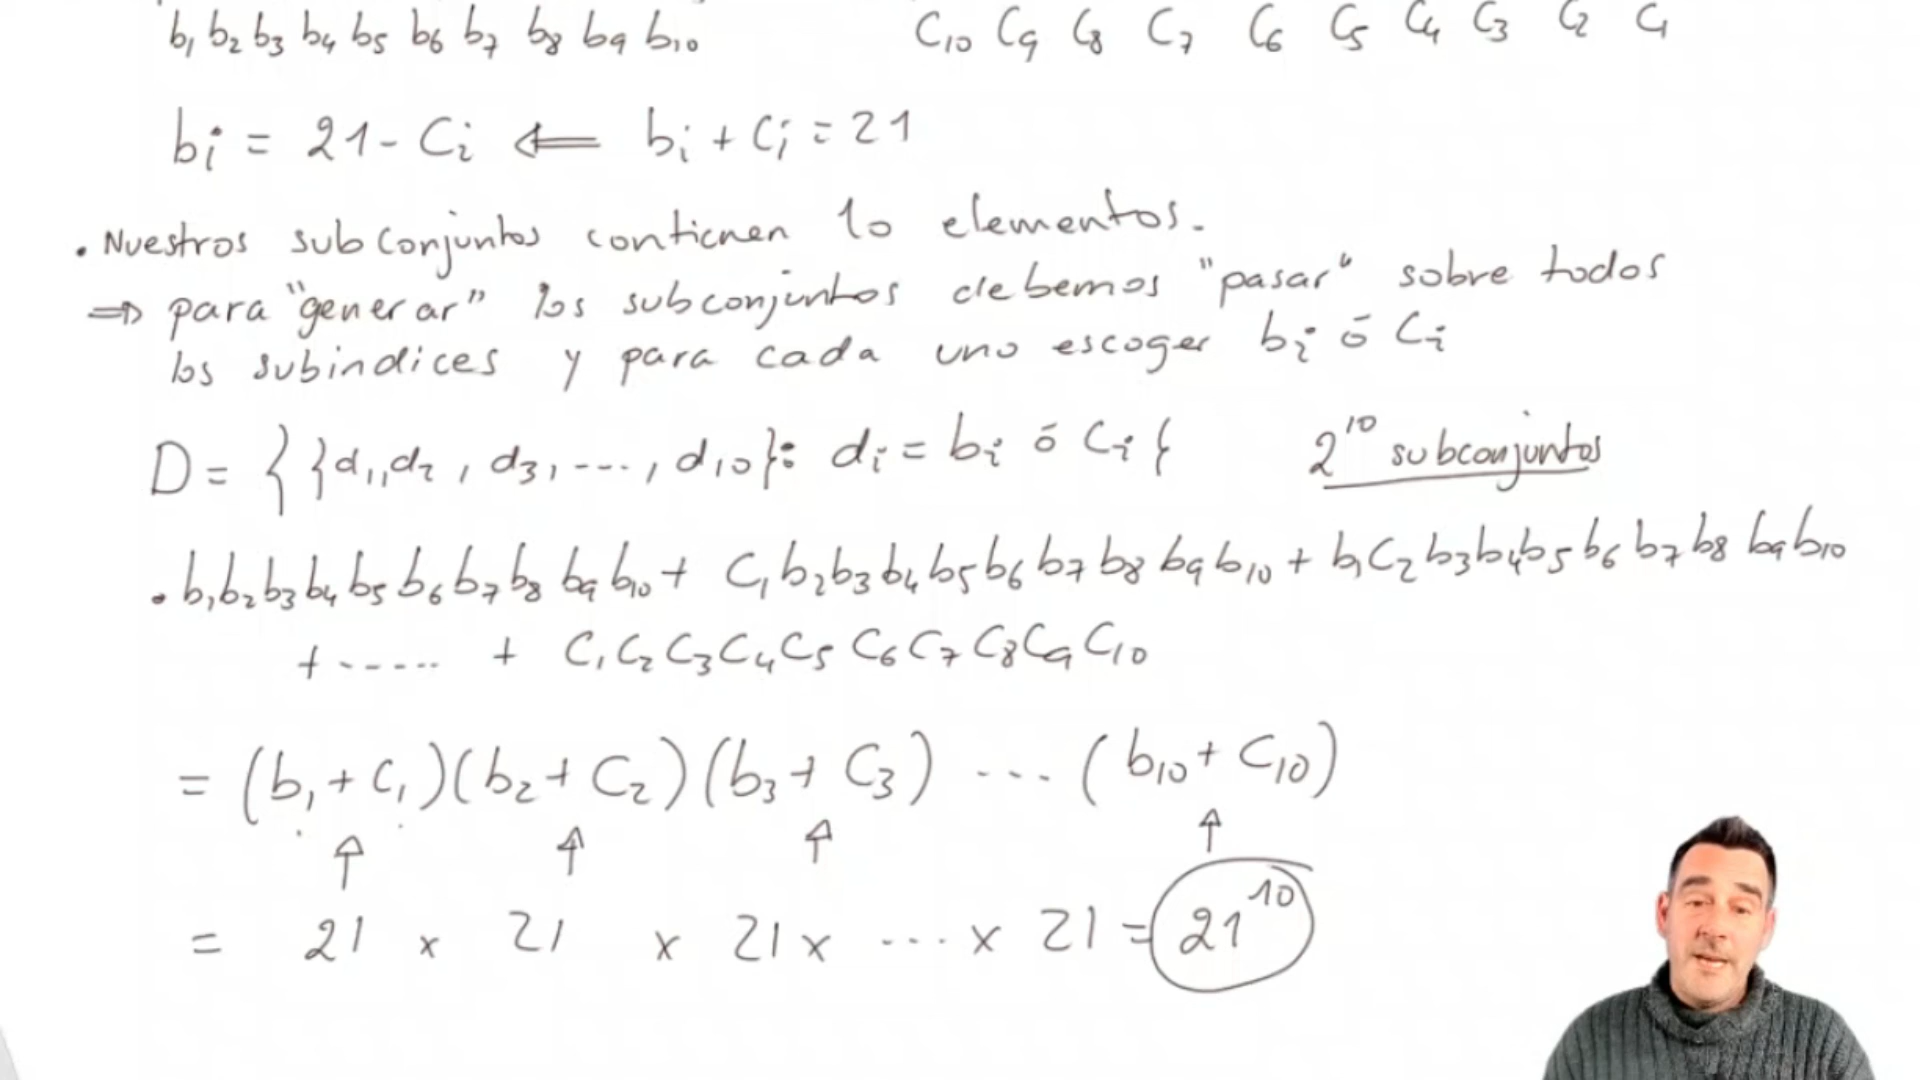 b₁ b₂ b₃ b₄ b₅ b₆ b₇ b₈ b₉ b₁₀ C₁₀ C₉ C₈ C₇ C₆ C₅ C₄ C₃ C₂ C₁
bᵢ = 21 - Cᵢ ⇐ bᵢ + Cᵢ = 21
. Nuestros subconjuntos contienen 10 elementos.
⇒ para "generar" los subconjuntos debemos "pasar" sobre todos
los subindices y para cada uno escoger bᵢ ó Cᵢ
D = { {d₁, d₂, d₃, ---, d₁₀}: dᵢ = bᵢ ó Cᵢ } 2¹⁰ subconjuntos
. b₁b₂b₃b₄b₅b₆b₇b₈b₉b₁₀ + C₁b₂b₃b₄b₅b₆b₇b₈b₉b₁₀ + b₁C₂b₃b₄b₅b₆b₇b₈b₉b₁₀
+ ----- + C₁C₂C₃C₄C₅C₆C₇C₈C₉C₁₀
= (b₁ + C₁)(b₂ + C₂)(b₃ + C₃) --- (b₁₀ + C₁₀)
↑ ↑ ↑ ↑
= 21 x 21 x 21 x --- x 21 = 21¹⁰